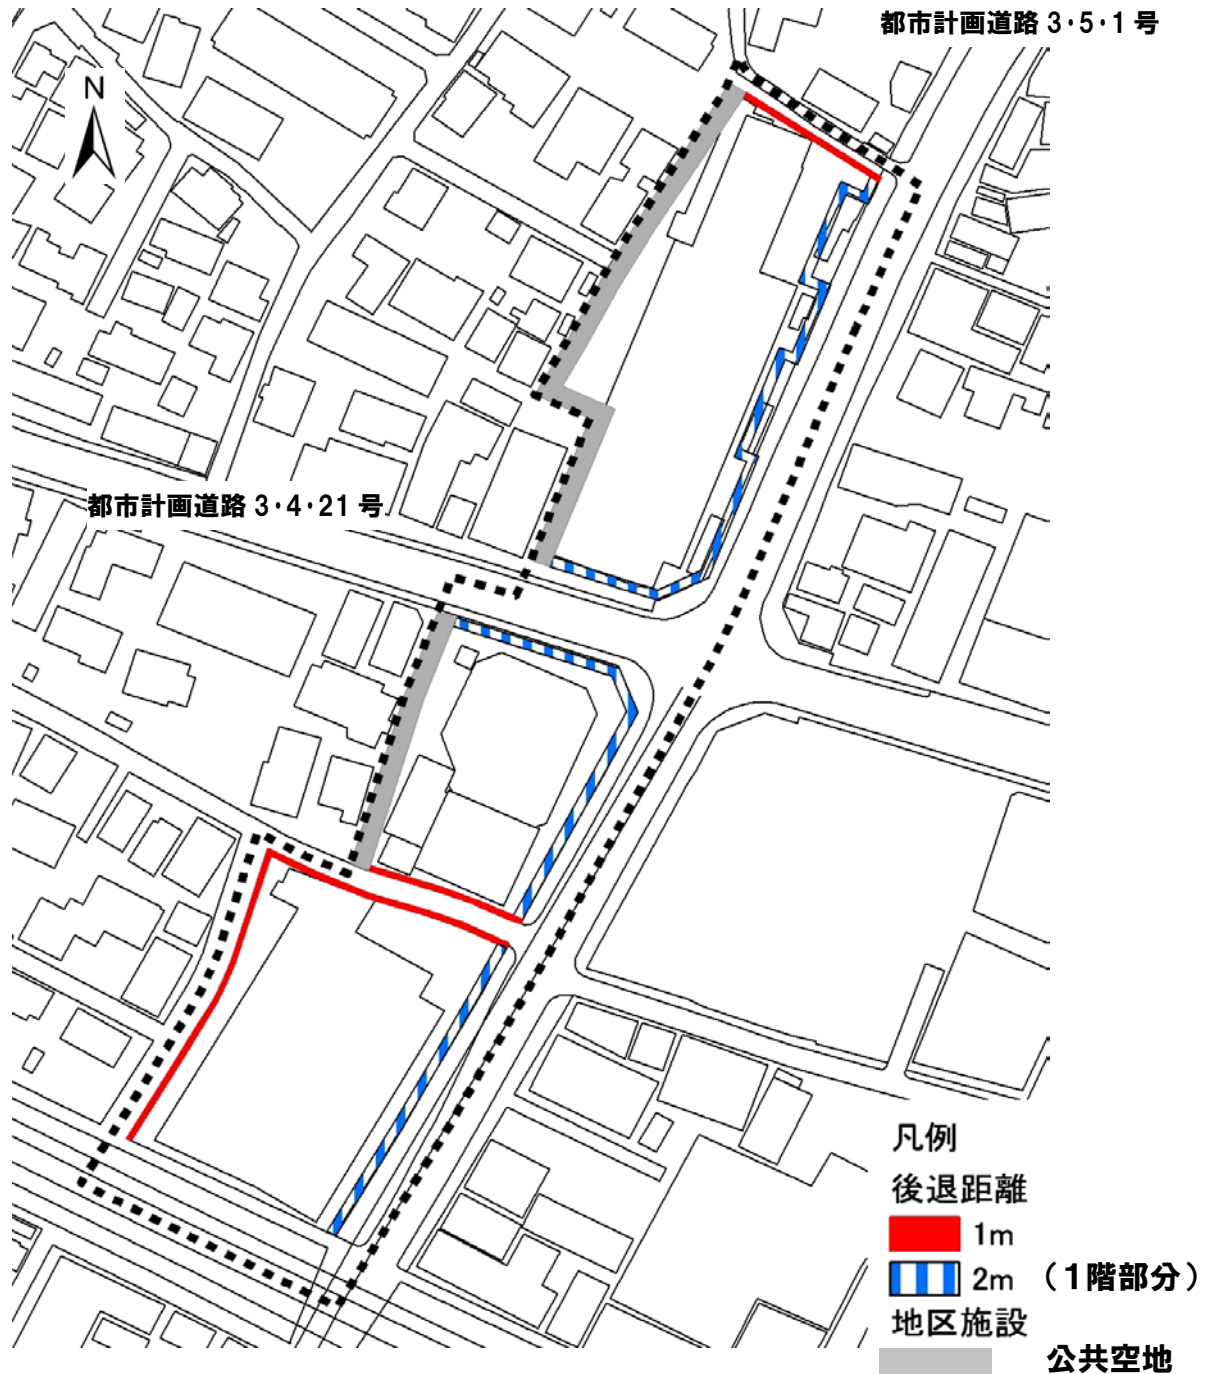 都市計画道路 3・5・1 号
N
都市計画道路 3・4・21 号
凡例
後退距離
1m
2m （1階部分）
地区施設
公共空地